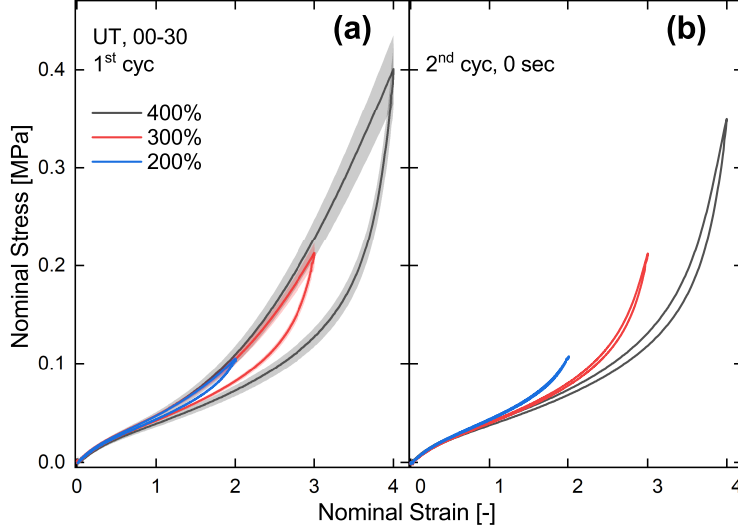 (a)
UT, 00-30
1st cyc
400%
300%
200%
(b)
2nd cyc, 0 sec
Nominal Stress [MPa]
0.4
0.3
0.2
0.1
0.0
0 1 2 3 4
0 1 2 3 4
Nominal Strain [-]